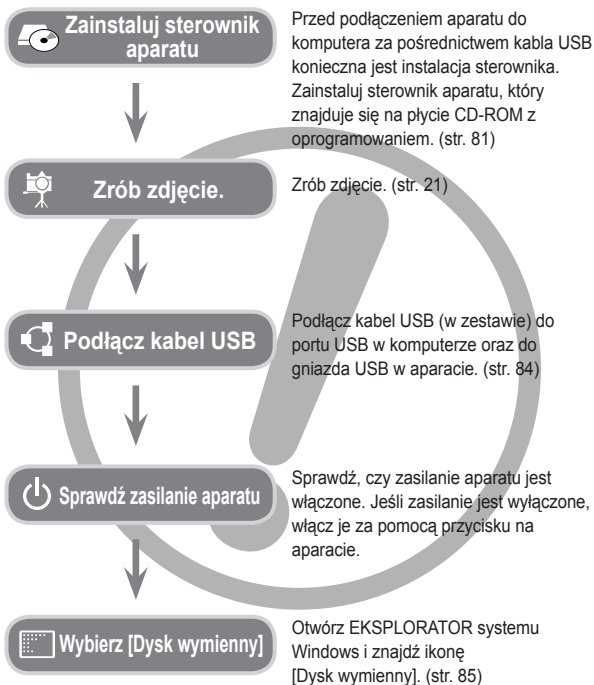 Zainstaluj sterownik
aparatu
Przed podłączeniem aparatu do
komputera za pośrednictwem kabla USB
konieczna jest instalacja sterownika.
Zainstaluj sterownik aparatu, który
znajduje się na płycie CD-ROM z
oprogramowaniem. (str. 81)
Zrób zdjęcie.
Zrób zdjęcie. (str. 21)
Podłącz kabel USB
Podłącz kabel USB (w zestawie) do
portu USB w komputerze oraz do
gniazda USB w aparacie. (str. 84)
Sprawdź zasilanie aparatu
Sprawdź, czy zasilanie aparatu jest
włączone. Jeśli zasilanie jest wyłączone,
włącz je za pomocą przycisku na
aparacie.
Wybierz [Dysk wymienny]
Otwórz EKSPLORATOR systemu
Windows i znajdź ikonę
[Dysk wymienny]. (str. 85)